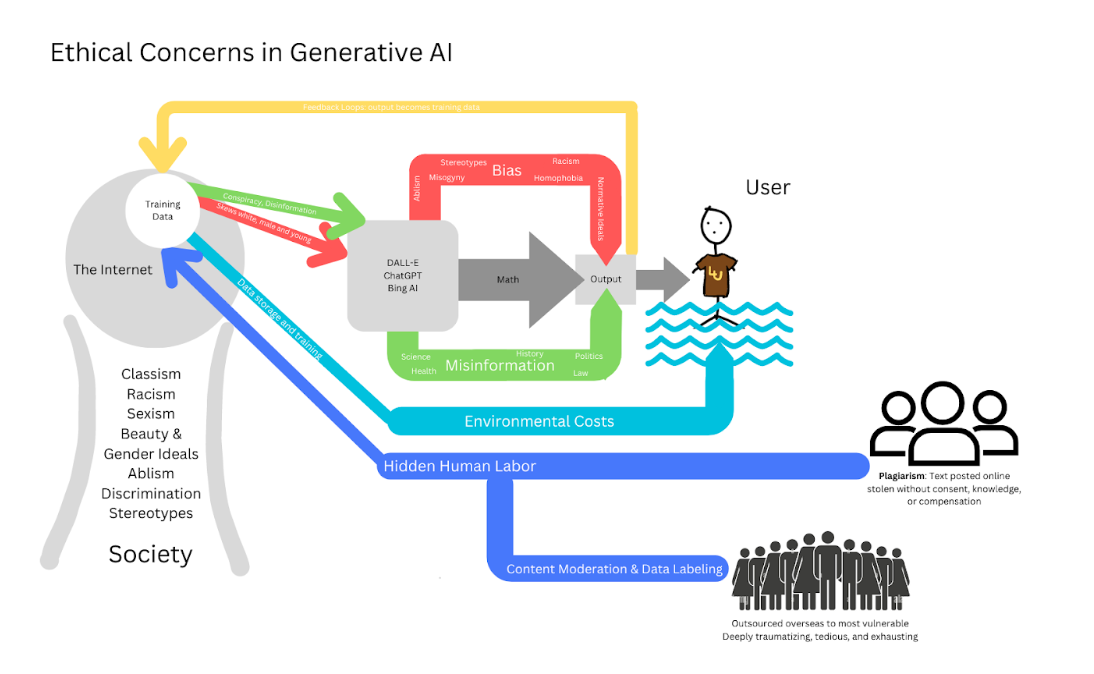 Ethical Concerns in Generative AI
Feedback Loops: output becomes training data
Training
Data
The Internet
Conspiracy, Disinformation
Skews white, male and young
Data storage and training
DALL-E
ChatGPT
Bing AI
Stereotypes
Racism
Bias
Misogyny
Homophobia
Ablism
Normative Ideals
Math
Output
User
LU
Science
History
Politics
Health
Misinformation
Law
Environmental Costs
Hidden Human Labor
Plagiarism: Text posted online
stolen without consent, knowledge,
or compensation
Content Moderation & Data Labeling
Outsourced overseas to most vulnerable
Deeply traumatizing, tedious, and exhausting
Classism
Racism
Sexism
Beauty &
Gender Ideals
Ablism
Discrimination
Stereotypes
Society